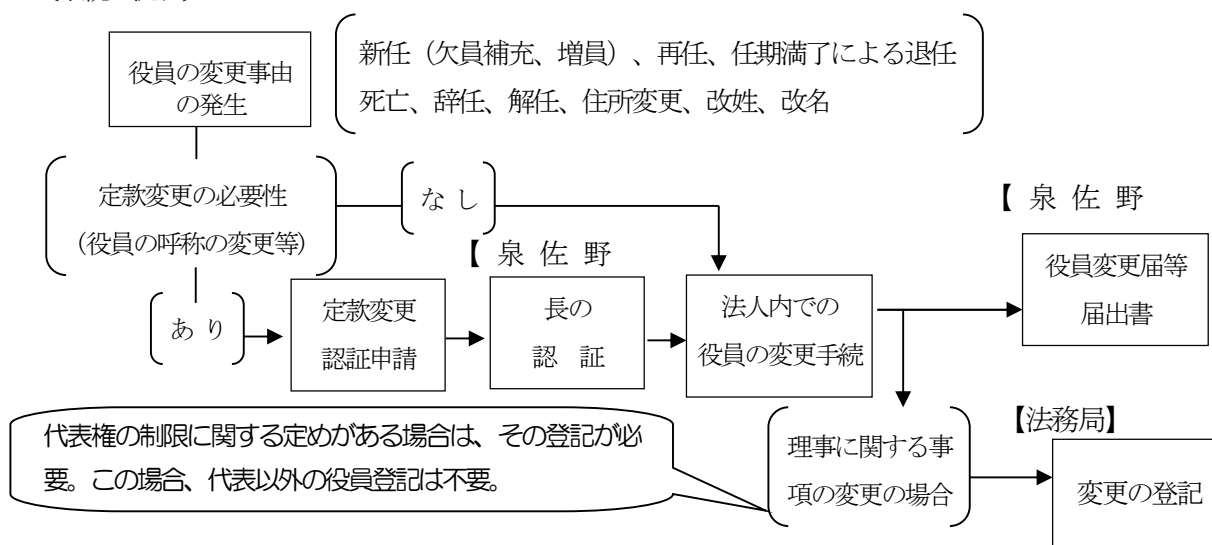 役員の変更事由
の発生
新任（欠員補充、増員）、再任、任期満了による退任
死亡、辞任、解任、住所変更、改姓、改名
定款変更の必要性
（役員の呼称の変更等）
なし
【泉佐野
【泉佐野
役員変更届等
届出書
あり
定款変更
認証申請
長の
認　証
法人内での
役員の変更手続
代表権の制限に関する定めがある場合は、その登記が必
要。この場合、代表以外の役員登記は不要。
理事に関する事
項の変更の場合
【法務局】
変更の登記